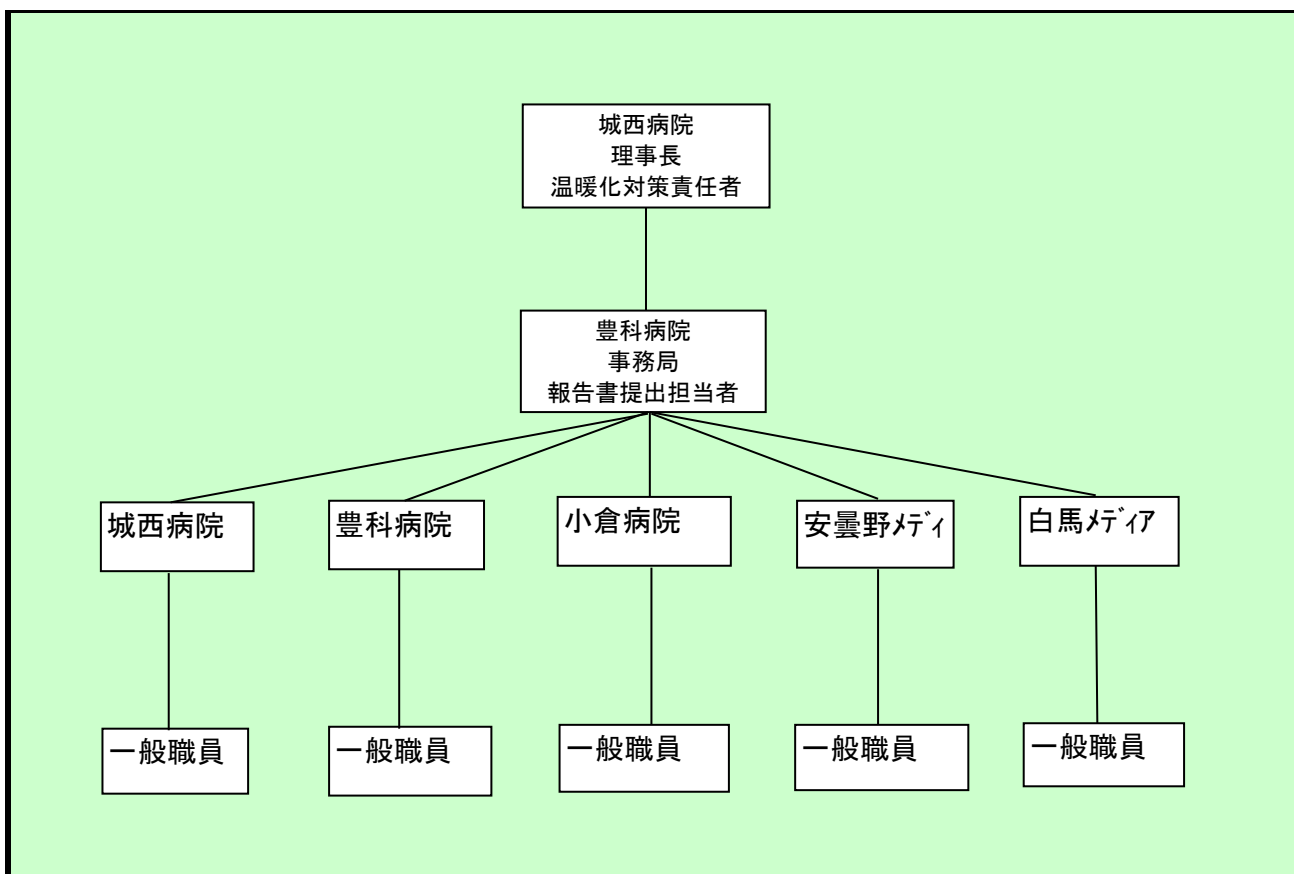 城西病院
理事長
温暖化対策責任者
豊科病院
事務局
報告書提出担当者
城西病院
豊科病院
小倉病院
安曇野ﾒﾃﾞｨ
白馬ﾒﾃﾞｨｱ
一般職員
一般職員
一般職員
一般職員
一般職員